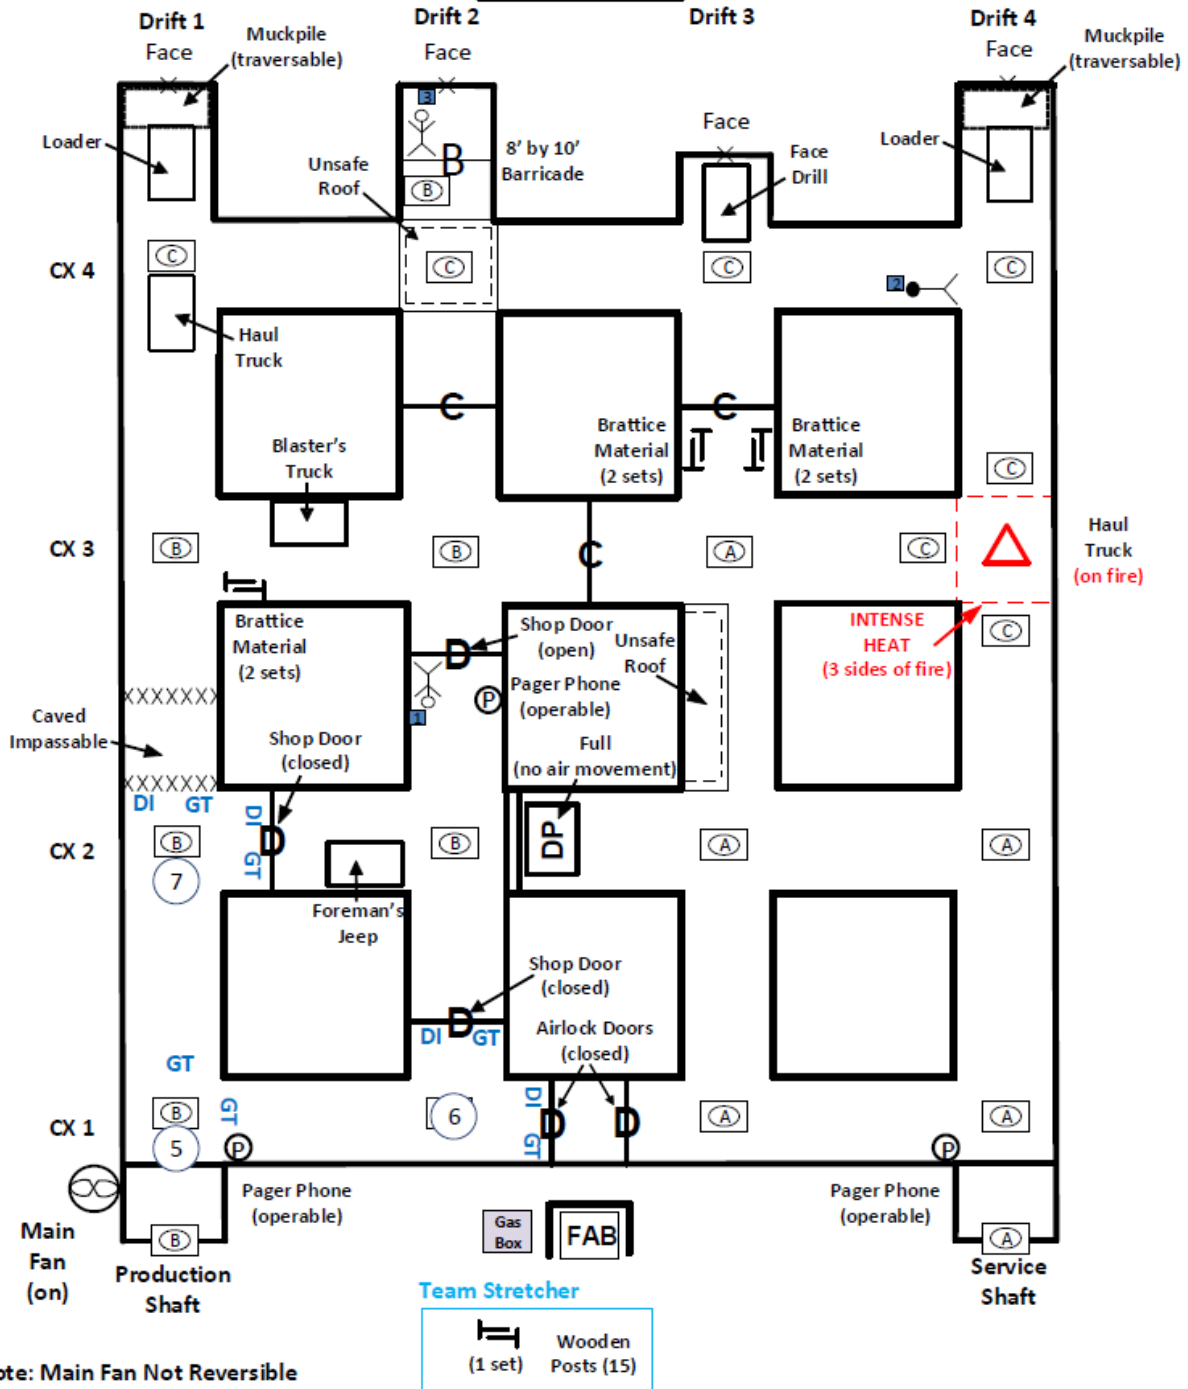 Drift 1
Drift 2
Drift 3
Drift 4
Face
Face
Face
Face
Muckpile
(traversable)
Muckpile
(traversable)
Loader
3
B
8' by 10'
Barricade
Unsafe
Roof
B
Face
Drill
Loader
CX 4
C
C
C
2
C
Haul
Truck
C
C
Brattice
Material
(2 sets)
Brattice
Material
(2 sets)
Blaster's
Truck
C
CX 3
B
B
C
A
C
Haul
Truck
(on fire)
Brattice
Material
(2 sets)
D
Shop Door
(open)
Unsafe
Roof
INTENSE
HEAT
(3 sides of fire)
C
1
P
Pager Phone
(operable)
XXXXXXX
Caved
Impassable
XXXXXXX
Shop Door
(closed)
Full
(no air movement)
DI GT
DI
D
GT
CX 2
B
B
DP
A
A
7
Foreman's
Jeep
Shop Door
(closed)
D
DI GT
Airlock Doors
(closed)
GT
CX 1
B
GT
6
DI
D
GT
D
A
A
5
P
P
Main
Fan
(on)
Pager Phone
(operable)
Pager Phone
(operable)
B
Production
Shaft
Gas
Box
FAB
A
Service
Shaft
Team Stretcher
(1 set)
Wooden
Posts (15)
ote: Main Fan Not Reversible